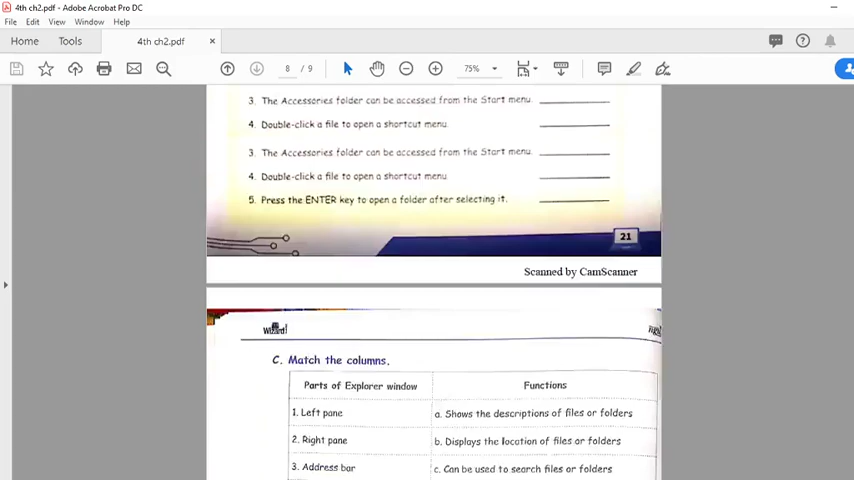 4th ch2.pdf - Adobe Acrobat Pro DC
File Edit View Window Help
Home Tools 4th ch2.pdf ×
8 / 9 75%
3. The Accessories folder can be accessed from the Start menu.
4. Double-click a file to open a shortcut menu.
3. The Accessories folder can be accessed from the Start menu.
4. Double-click a file to open a shortcut menu
5. Press the ENTER key to open a folder after selecting it.
21
Scanned by CamScanner
Wizard!
C. Match the columns.
Parts of Explorer window Functions
1. Left pane a. Shows the descriptions of files or folders
2. Right pane b. Displays the location of files or folders
3. Address bar c. Can be used to search files or folders